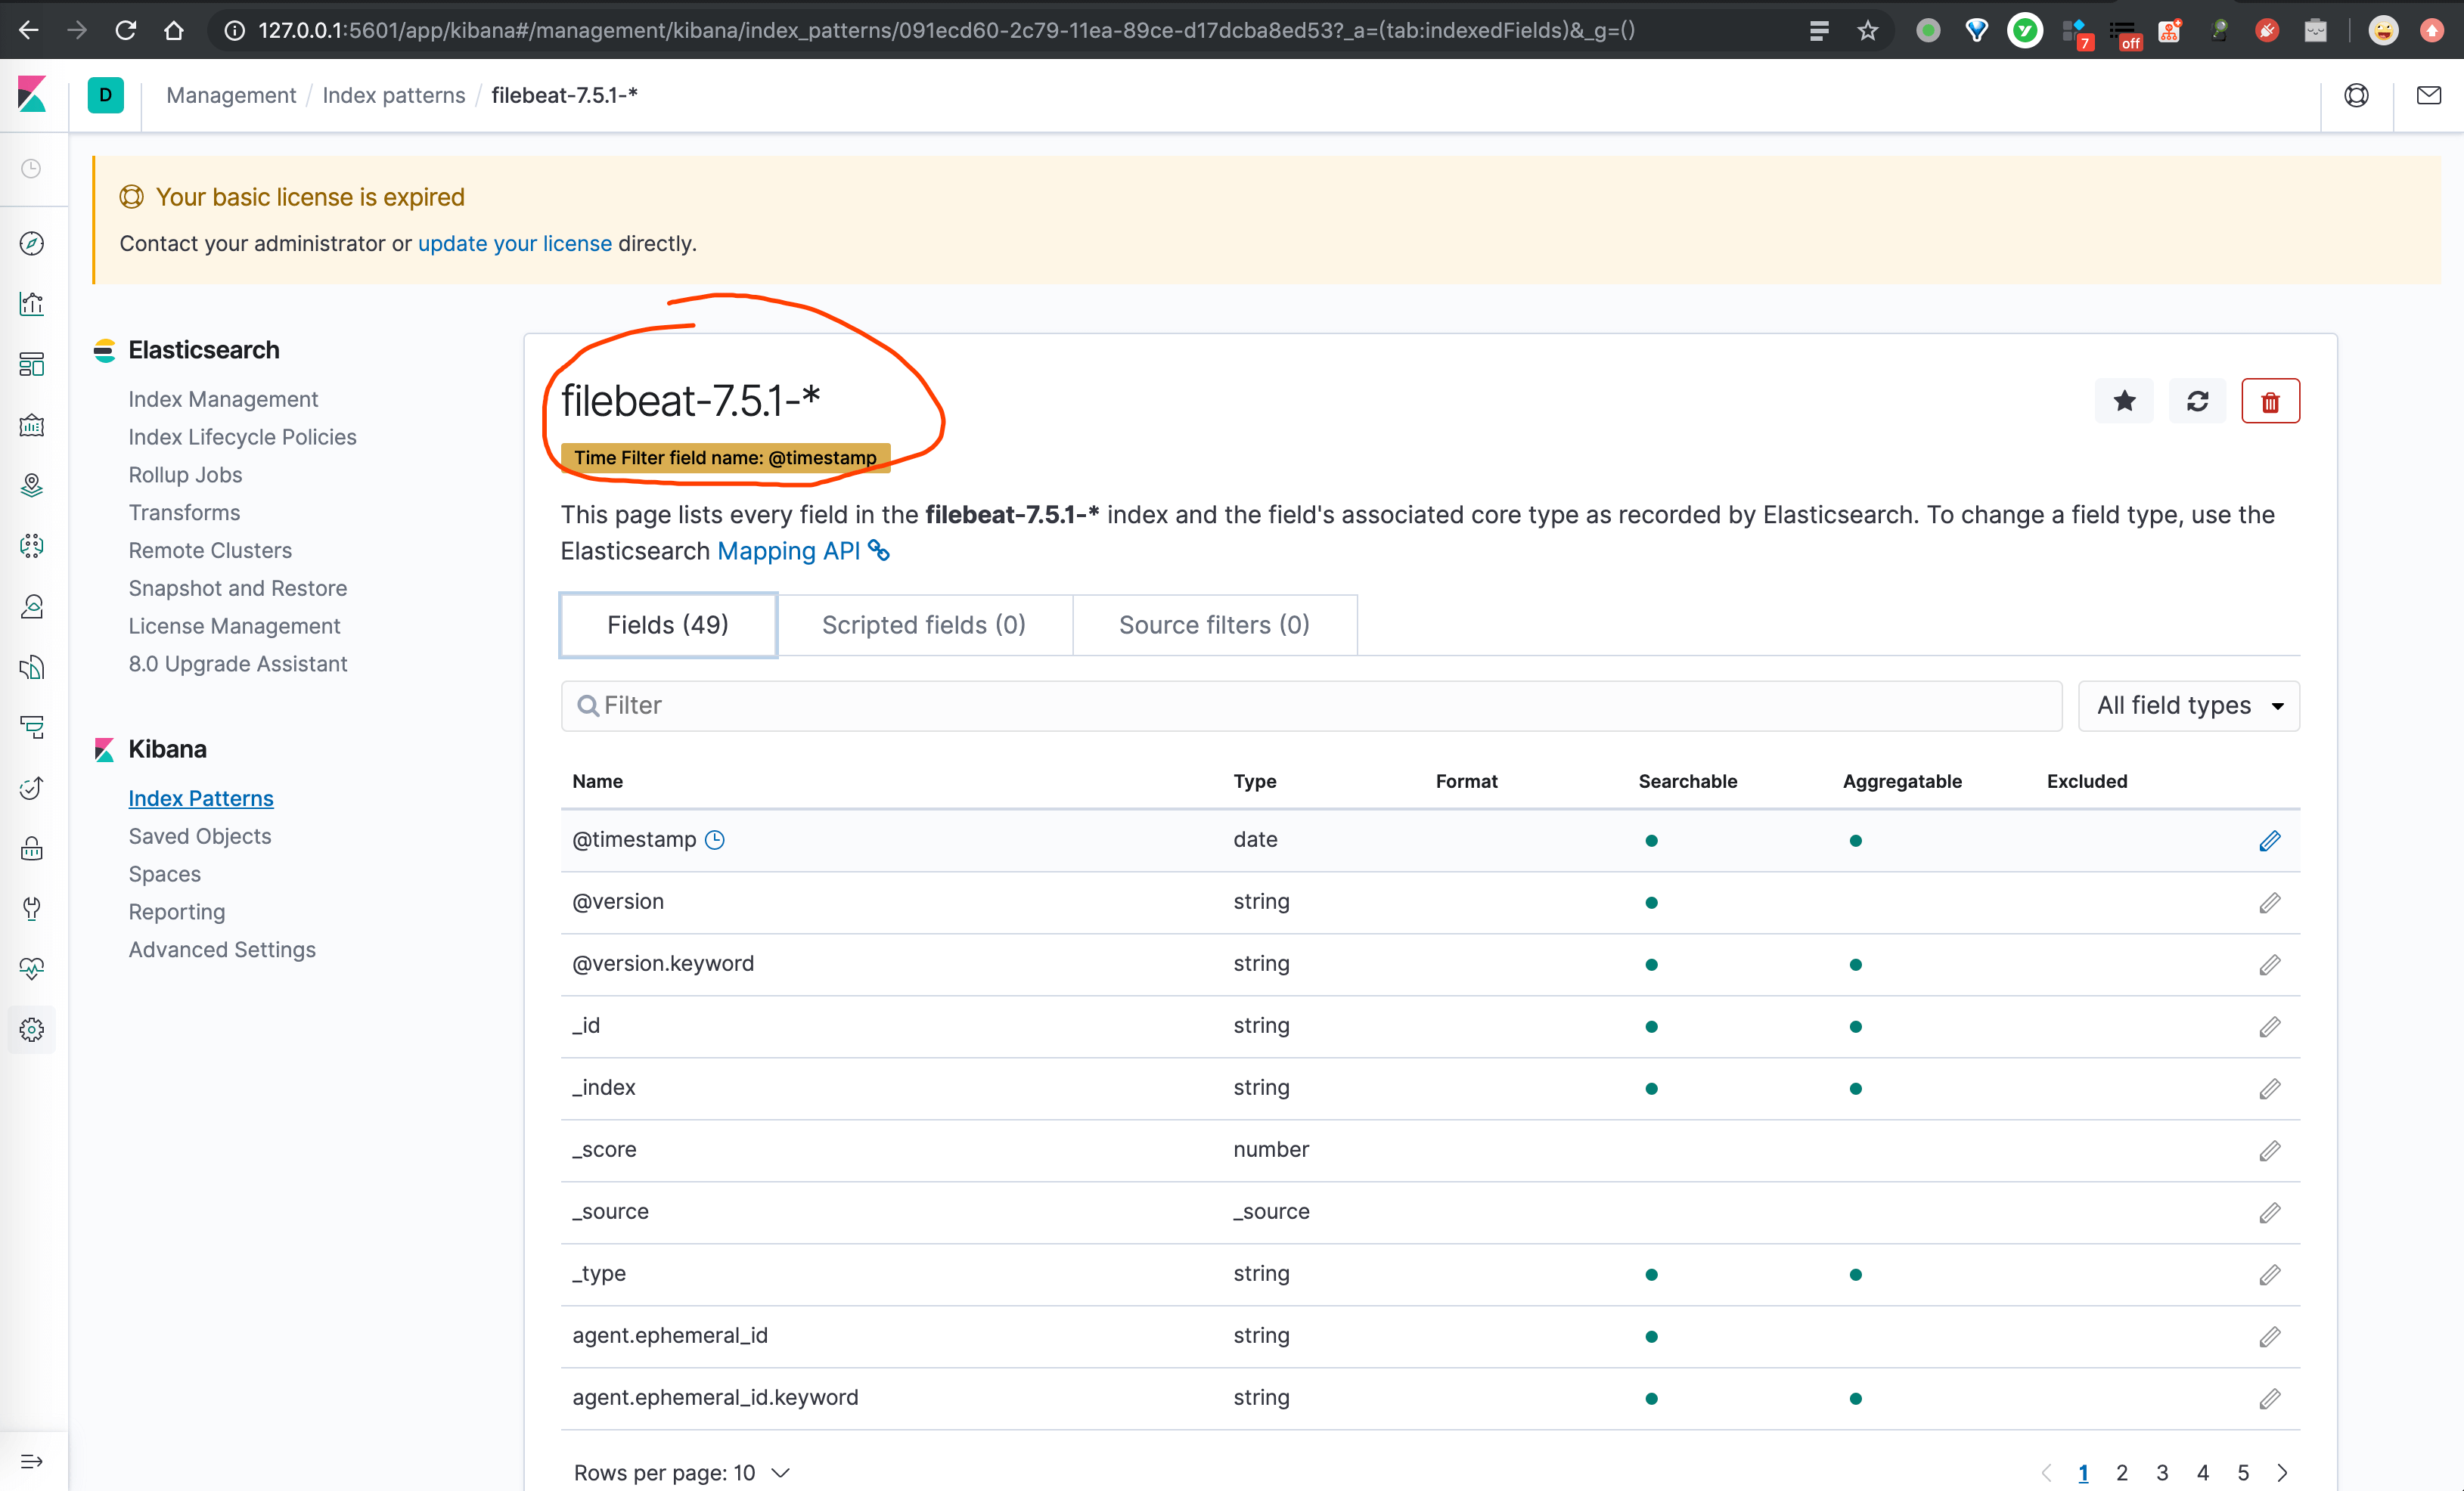 127.0.0.1:5601/app/kibana#/management/kibana/index_patterns/091ecd60-2c79-11ea-89ce-d17dcba8ed53?_a=(tab:indexedFields)&_g=()
7
off
D
Management / Index patterns / filebeat-7.5.1-*
Your basic license is expired
Contact your administrator or update your license directly.
Elasticsearch
Index Management
Index Lifecycle Policies
Rollup Jobs
Transforms
Remote Clusters
Snapshot and Restore
License Management
8.0 Upgrade Assistant
Kibana
Index Patterns
Saved Objects
Spaces
Reporting
Advanced Settings
filebeat-7.5.1-*
Time Filter field name: @timestamp
This page lists every field in the filebeat-7.5.1-* index and the field's associated core type as recorded by Elasticsearch. To change a field type, use the
Elasticsearch Mapping API
Fields (49) Scripted fields (0) Source filters (0)
Filter All field types
Name Type Format Searchable Aggregatable Excluded
@timestamp date
@version string
@version.keyword string
_id string
_index string
_score number
_source _source
_type string
agent.ephemeral_id string
agent.ephemeral_id.keyword string
Rows per page: 10 1 2 3 4 5